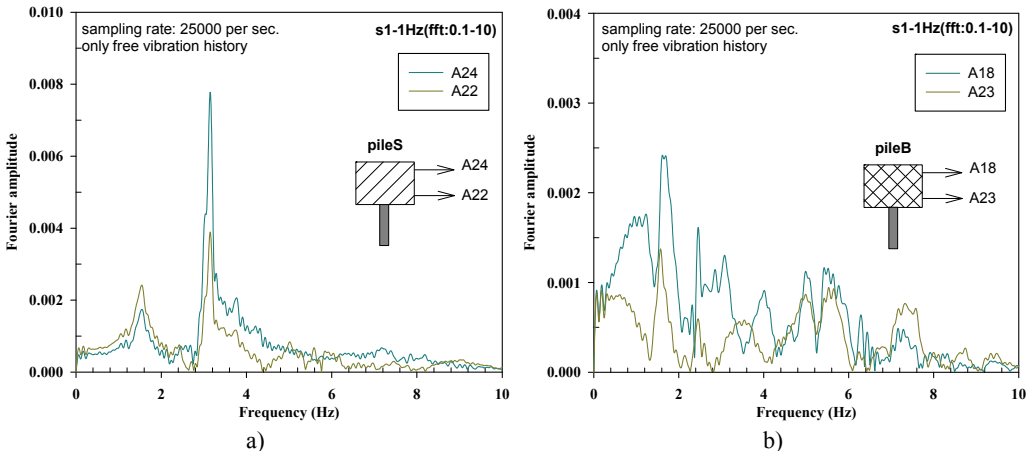 sampling rate: 25000 per sec.
only free vibration history
s1-1Hz(fft:0.1-10)
A24
A22
pileS
A24
A22
Fourier amplitude
0.010
0.008
0.006
0.004
0.002
0.000
0 2 4 6 8 10
Frequency (Hz)
a)
sampling rate: 25000 per sec.
only free vibration history
s1-1Hz(fft:0.1-10)
A18
A23
pileB
A18
A23
Fourier amplitude
0.004
0.003
0.002
0.001
0.000
0 2 4 6 8 10
Frequency (Hz)
b)